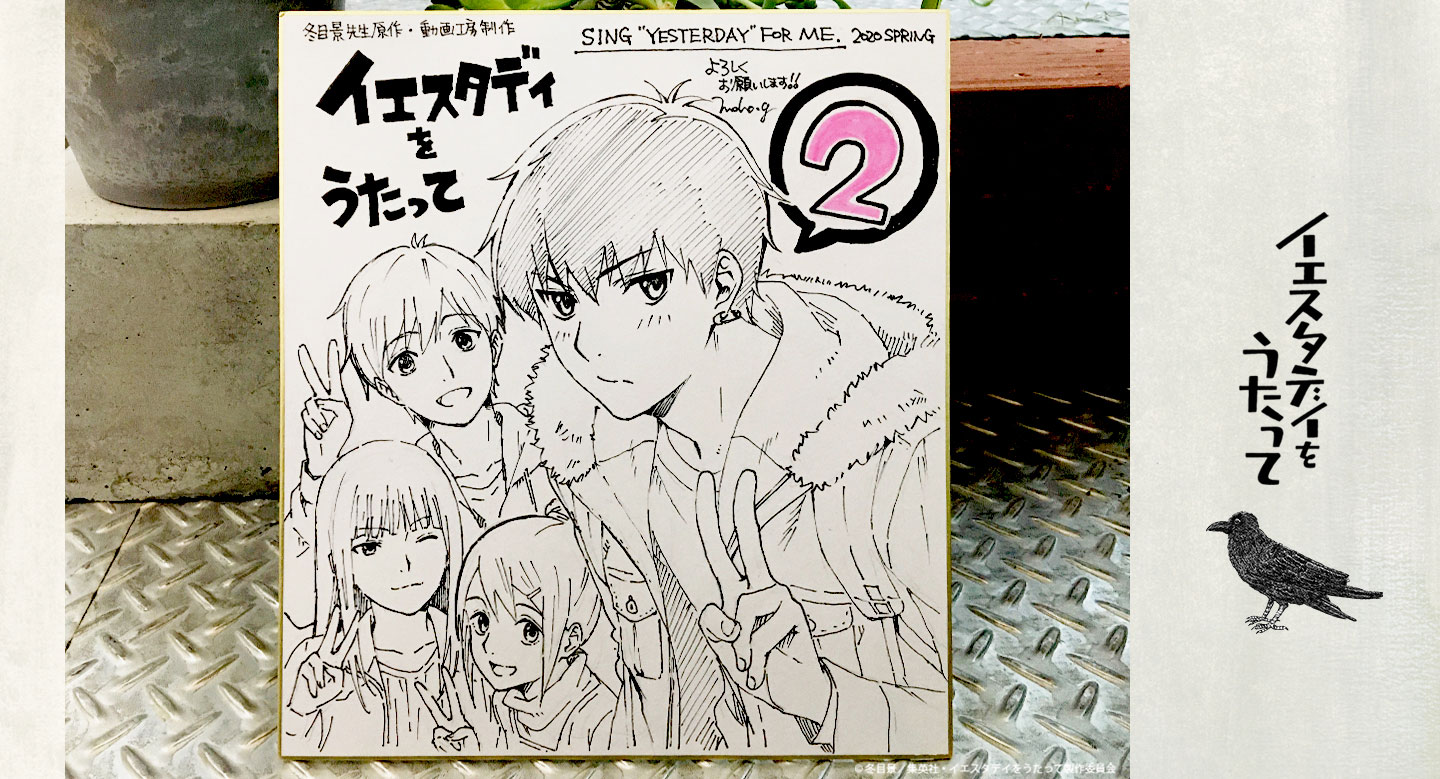 冬目景先生原作・動画工房制作
SING "YESTERDAY" FOR ME. 2020 SPRING
イエスタディ
を
うたって
よろしく
お願いします!!
2
イエスタデイを
うたって
©冬目景/集英社・イエスタデイをうたって製作委員会